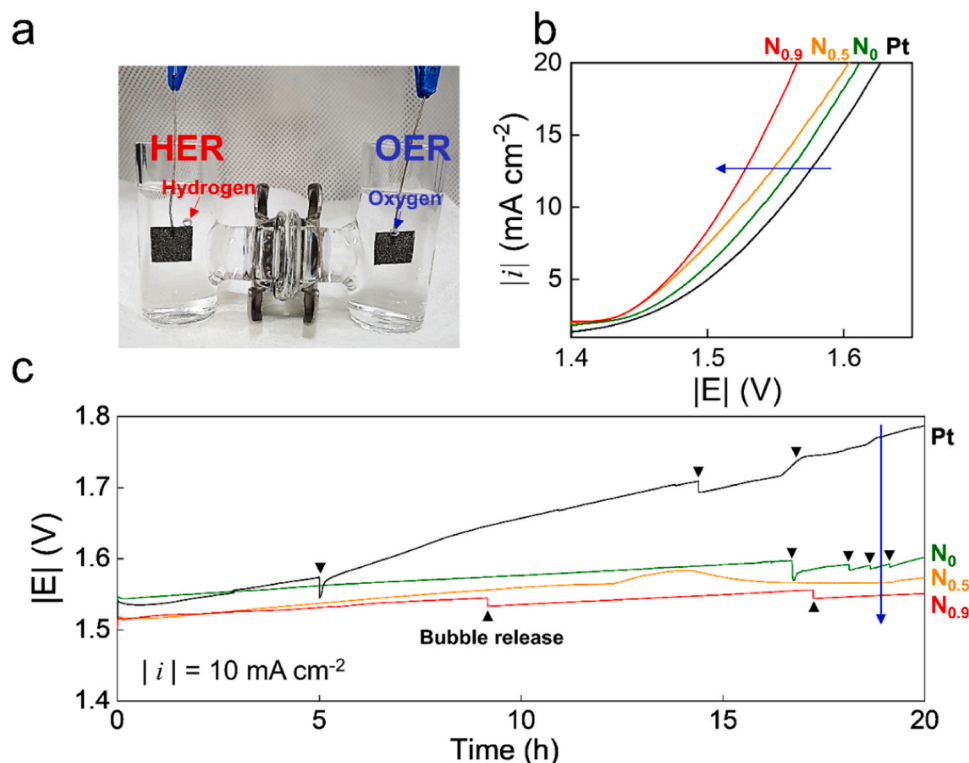 a
HER
Hydrogen
OER
Oxygen
b
N0.9 N0.5 N0 Pt
20
15
10
5
|i| (mA cm-2)
1.4 1.5 1.6
|E| (V)
c
1.8
1.7
1.6
1.5
1.4
|E| (V)
Pt
N0
N0.5
N0.9
Bubble release
| i | = 10 mA cm-2
0 5 10 15 20
Time (h)